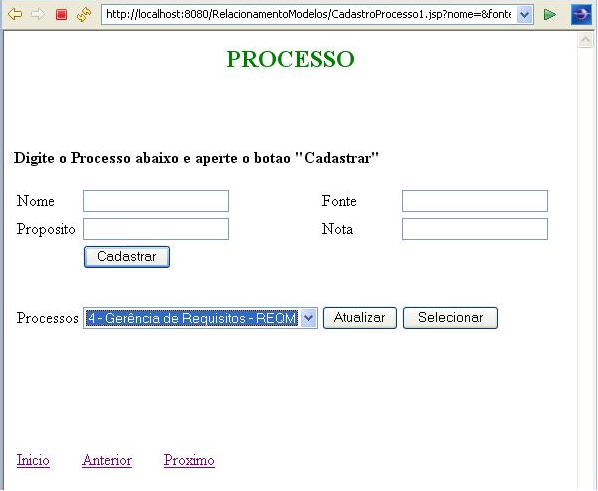 http://localhost:8080/RelacionamentoModelos/CadastroProcesso1.jsp?nome=&fonte
PROCESSO
Digite o Processo abaixo e aperte o botao "Cadastrar"
Nome Fonte
Proposito Nota
Cadastrar
Processos 4 - Gerência de Requisitos - REQM Atualizar Selecionar
Inicio Anterior Proximo